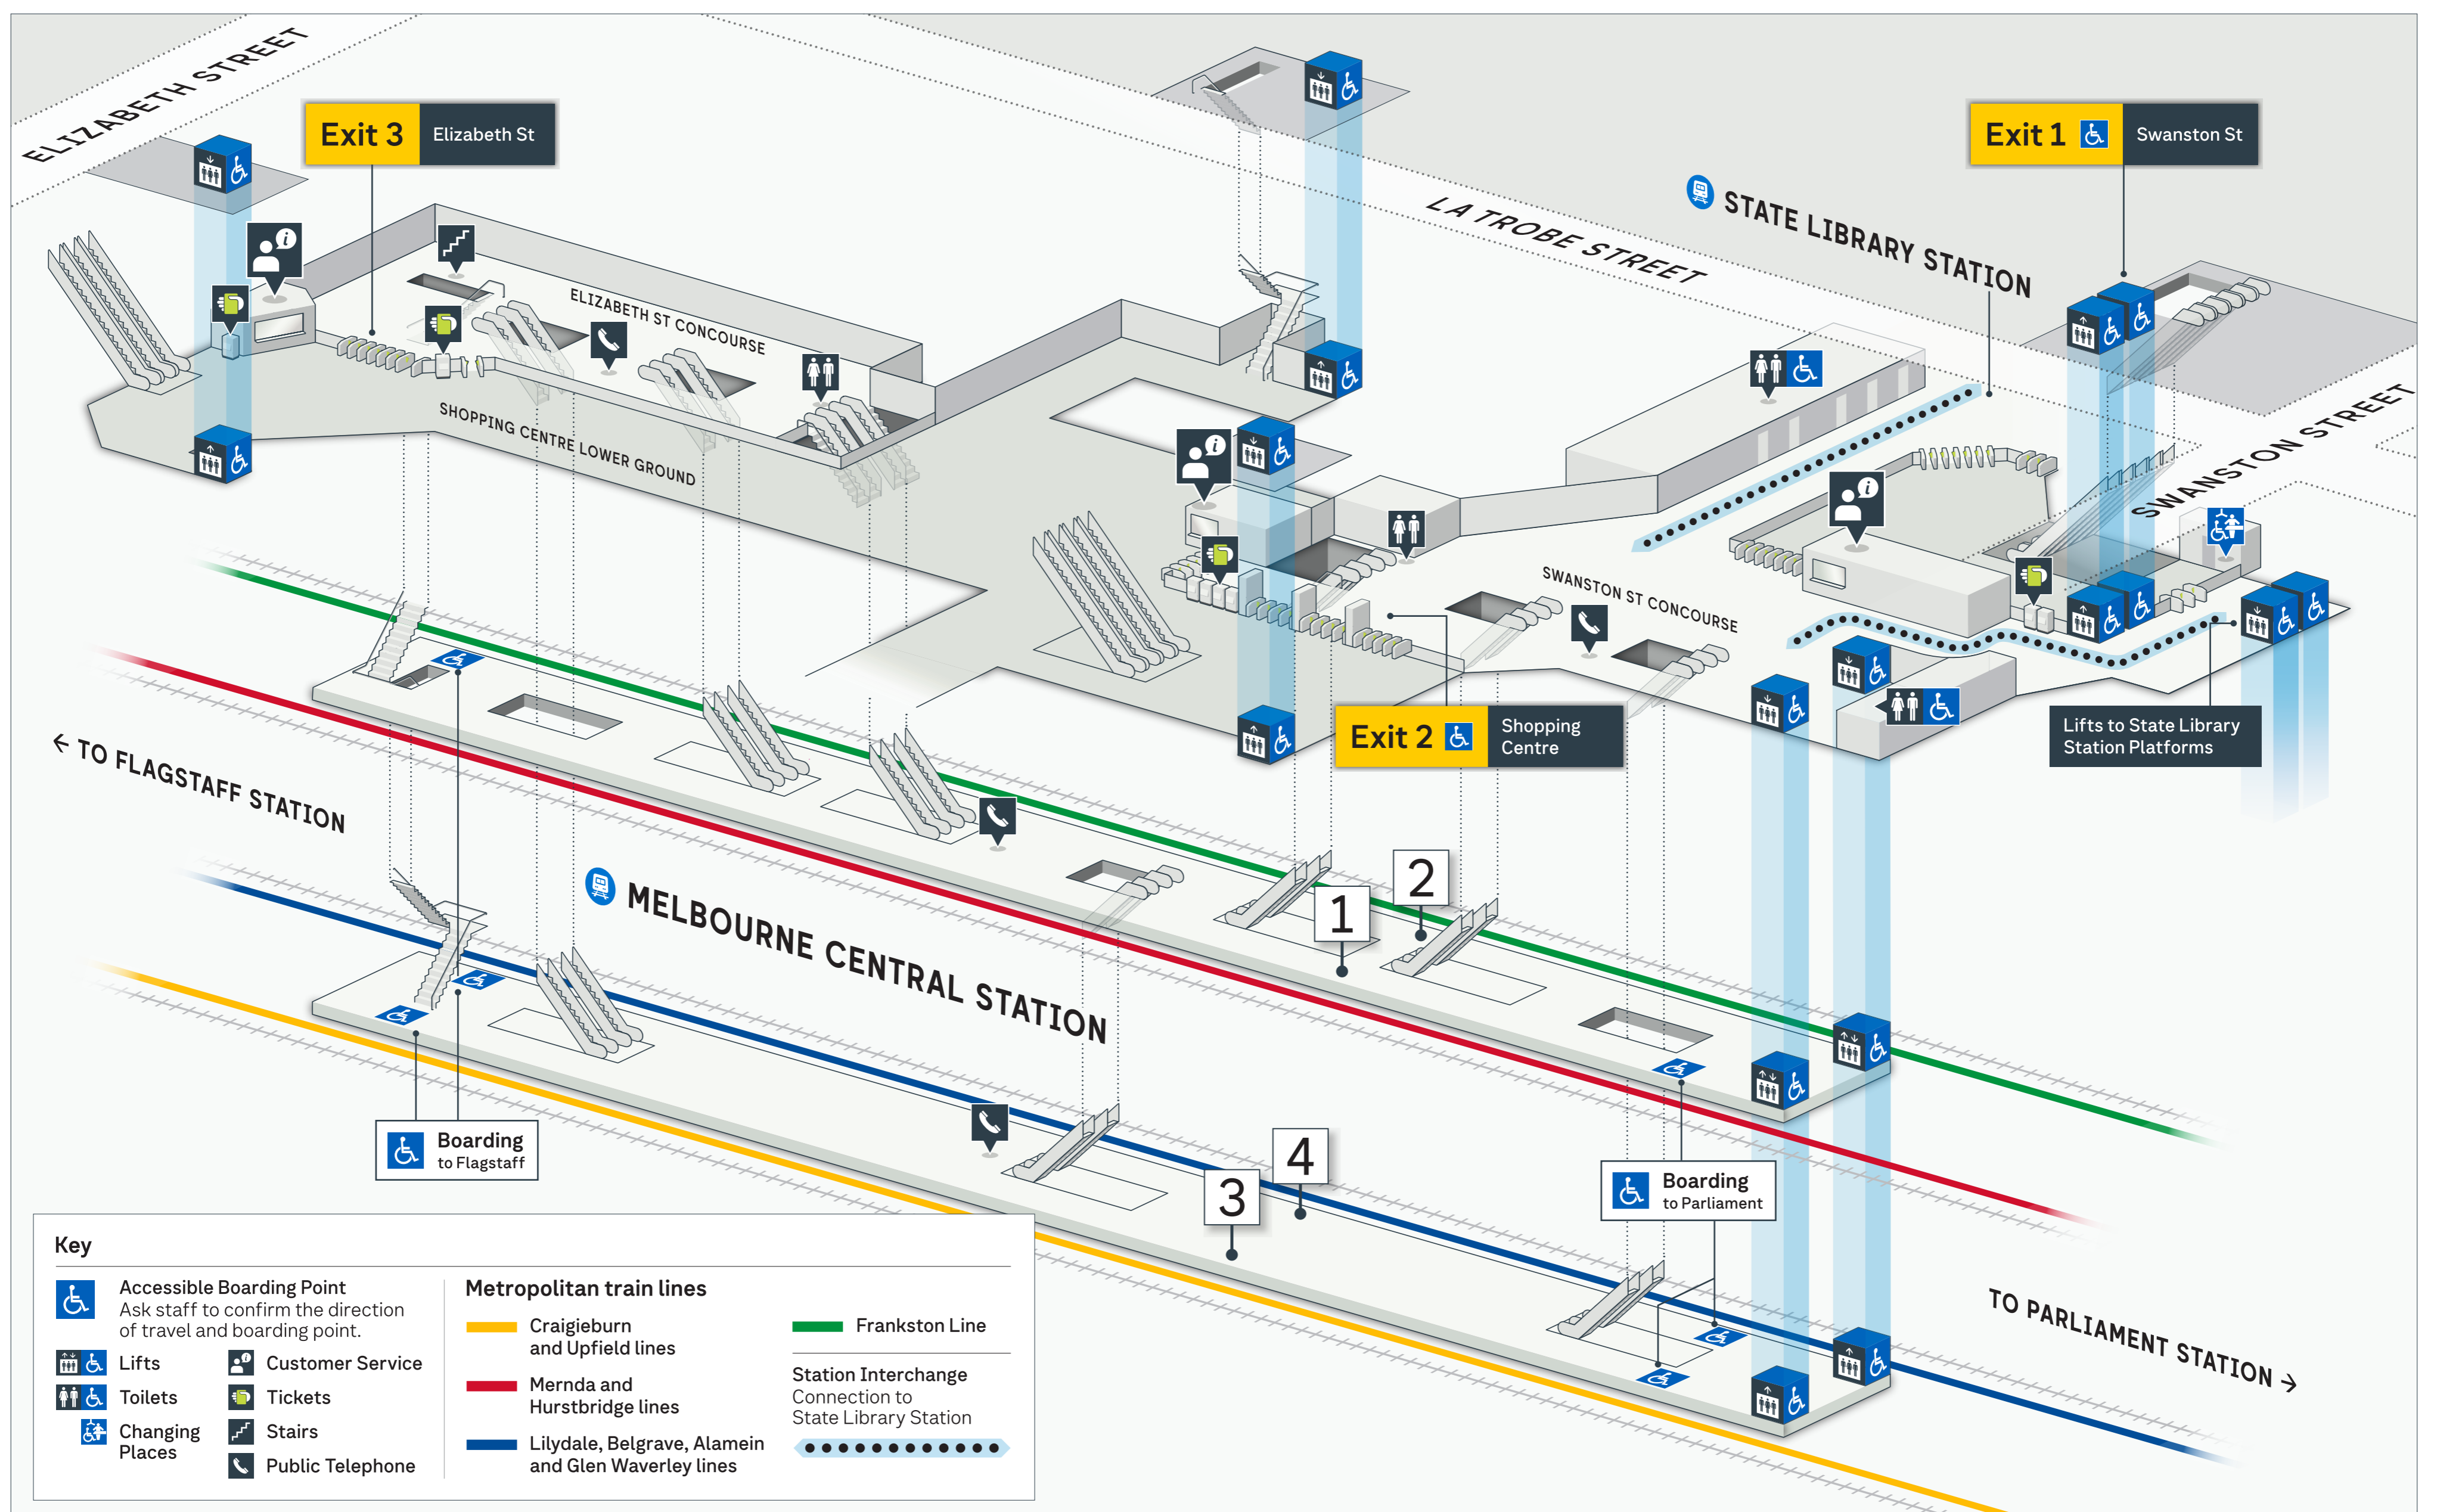 ELIZABETH STREET
Exit 3
Elizabeth St
Exit 1
Swanston St
STATE LIBRARY STATION
LA TROBE STREET
ELIZABETH ST CONCOURSE
SHOPPING CENTRE LOWER GROUND
SWANSTON STREET
SWANSTON ST CONCOURSE
Exit 2
Shopping
Centre
Lifts to State Library
Station Platforms
← TO FLAGSTAFF STATION
MELBOURNE CENTRAL STATION
1
2
3
4
Boarding
to Flagstaff
Boarding
to Parliament
TO PARLIAMENT STATION →
Key
Accessible Boarding Point
Ask staff to confirm the direction
of travel and boarding point.
Lifts
Toilets
Changing
Places
Customer Service
Tickets
Stairs
Public Telephone
Metropolitan train lines
Craigieburn
and Upfield lines
Mernda and
Hurstbridge lines
Lilydale, Belgrave, Alamein
and Glen Waverley lines
Frankston Line
Station Interchange
Connection to
State Library Station